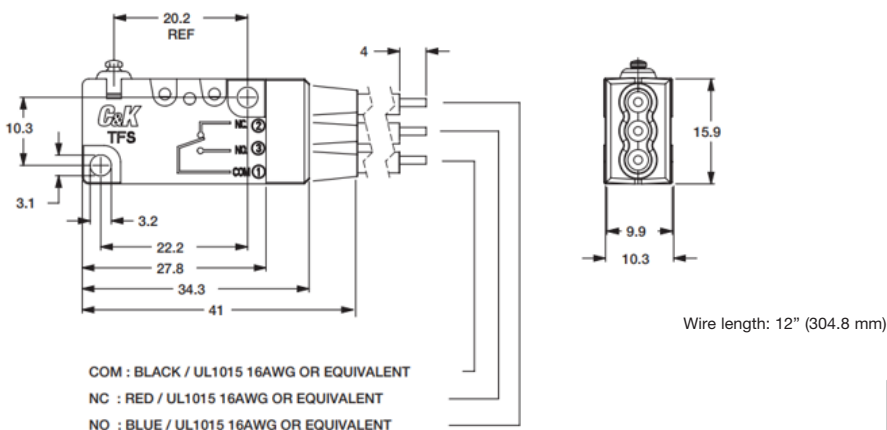 20.2
REF
4
C&K
TFS
NC. ②
NO. ③
COM ①
10.3
3.1
3.2
22.2
27.8
34.3
41
15.9
9.9
10.3
Wire length: 12” (304.8 mm)
COM : BLACK / UL1015 16AWG OR EQUIVALENT
NC : RED / UL1015 16AWG OR EQUIVALENT
NO : BLUE / UL1015 16AWG OR EQUIVALENT